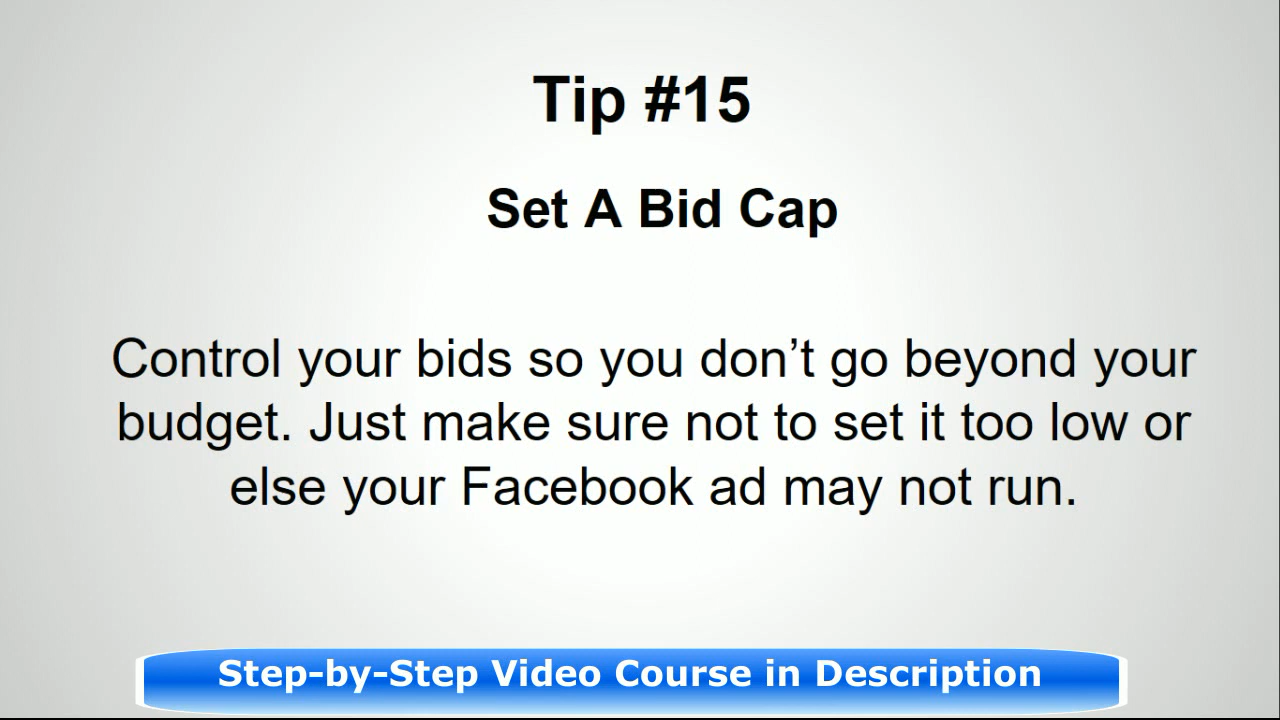 Tip #15
Set A Bid Cap
Control your bids so you don’t go beyond your
budget. Just make sure not to set it too low or
else your Facebook ad may not run.
Step-by-Step Video Course in Description